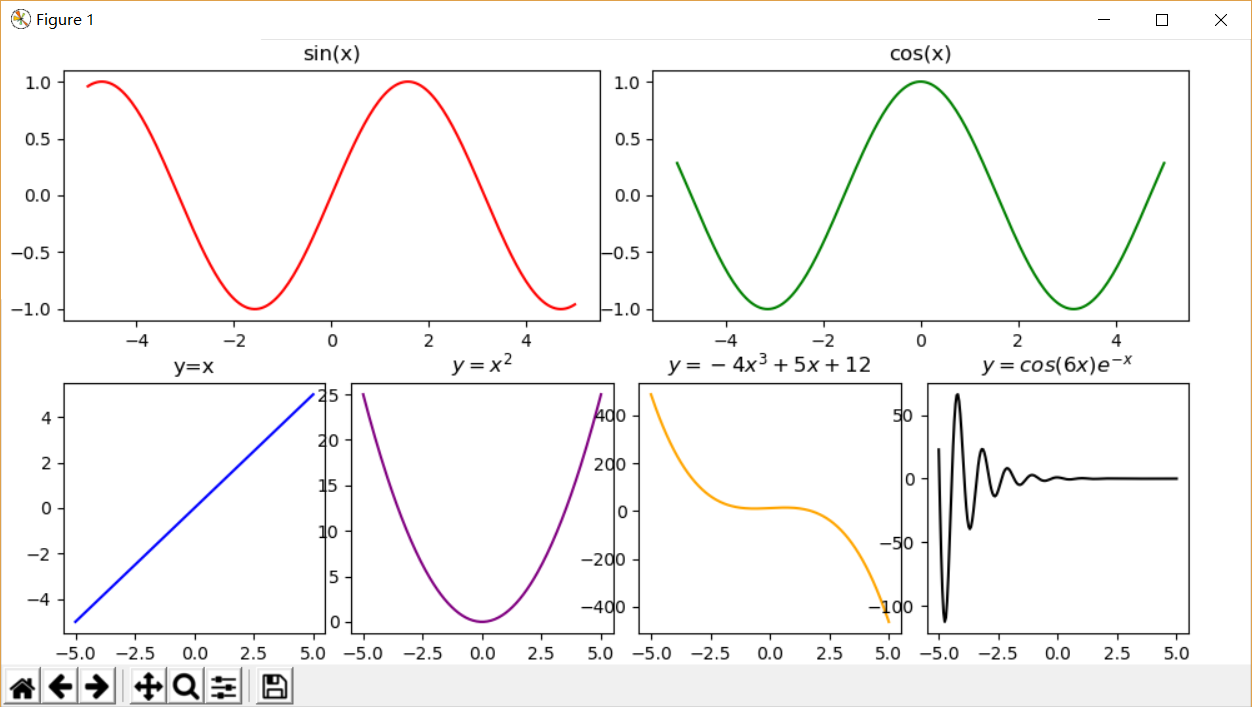 Figure 1
sin(x)
cos(x)
1.0
0.5
0.0
−0.5
−1.0
−4 −2 0 2 4
1.0
0.5
0.0
−0.5
−1.0
−4 −2 0 2 4
y=x
4
2
0
−2
−4
−5.0 −2.5 0.0 2.5 5.0
y = x²
25
20
15
10
5
0
−5.0 −2.5 0.0 2.5 5.0
y = − 4x³ + 5x + 12
400
200
0
−200
−400
−5.0 −2.5 0.0 2.5 5.0
y = cos(6x)e⁻ˣ
50
0
−50
−100
−5.0 −2.5 0.0 2.5 5.0